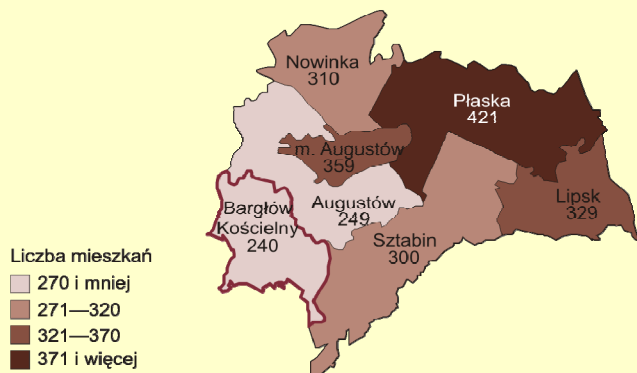 Nowinka
310
Płaska
421
m. Augustów
359
Bargłów
Kościelny
240
Augustów
249
Lipsk
329
Sztabin
300
Liczba mieszkań
270 i mniej
271—320
321—370
371 i więcej